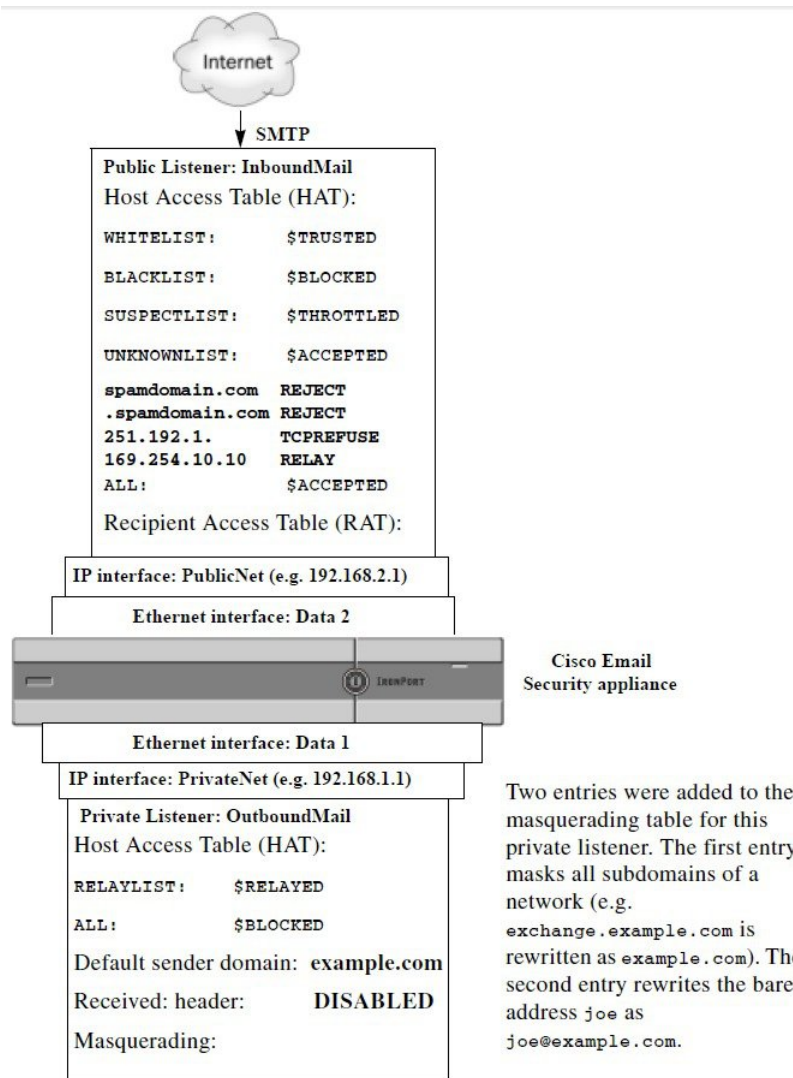 Internet
SMTP
Public Listener: InboundMail
Host Access Table (HAT):
WHITELIST: $TRUSTED
BLACKLIST: $BLOCKED
SUSPECTLIST: $THROTTLED
UNKNOWNLIST: $ACCEPTED
spamdomain.com REJECT
.spamdomain.com REJECT
251.192.1. TCPREFUSE
169.254.10.10 RELAY
ALL: $ACCEPTED
Recipient Access Table (RAT):
IP interface: PublicNet (e.g. 192.168.2.1)
Ethernet interface: Data 2
IRONPORT
Cisco Email
Security appliance
Ethernet interface: Data 1
IP interface: PrivateNet (e.g. 192.168.1.1)
Private Listener: OutboundMail
Host Access Table (HAT):
RELAYLIST: $RELAYED
ALL: $BLOCKED
Default sender domain: example.com
Received: header: DISABLED
Masquerading:
Two entries were added to the
masquerading table for this
private listener. The first entry
masks all subdomains of a
network (e.g.
exchange.example.com is
rewritten as example.com). The
second entry rewrites the bare
address joe as
joe@example.com.